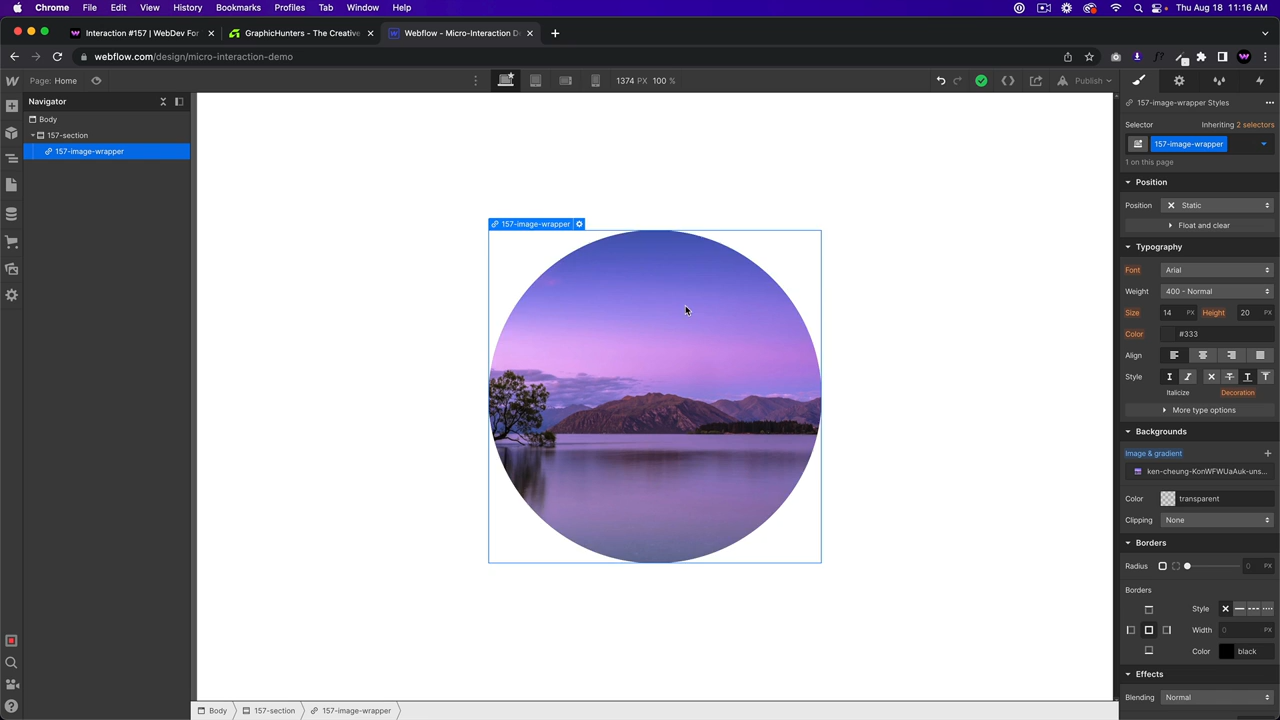 Chrome File Edit View History Bookmarks Profiles Tab Window Help Thu Aug 18 11:16 AM
Interaction #157 | WebDev For GraphicHunters - The Creative Webflow - Micro-Interaction D
webflow.com/design/micro-interaction-demo
Page: Home 1374 PX 100 % Publish
Navigator
Body
157-section
157-image-wrapper
157-image-wrapper
157-image-wrapper Styles
Selector Inheriting 2 selectors
157-image-wrapper
1 on this page
Position
Position Static
Float and clear
Typography
Font Arial
Weight 400 - Normal
Size 14 PX Height 20 PX
Color #333
Align
Style
Italicize Decoration
More type options
Backgrounds
Image & gradient
ken-cheung-KonWFWUaAuk-uns...
Color transparent
Clipping None
Borders
Radius 0 PX
Borders
Style
Width 0 PX
Color black
Effects
Blending Normal
Body 157-section 157-image-wrapper